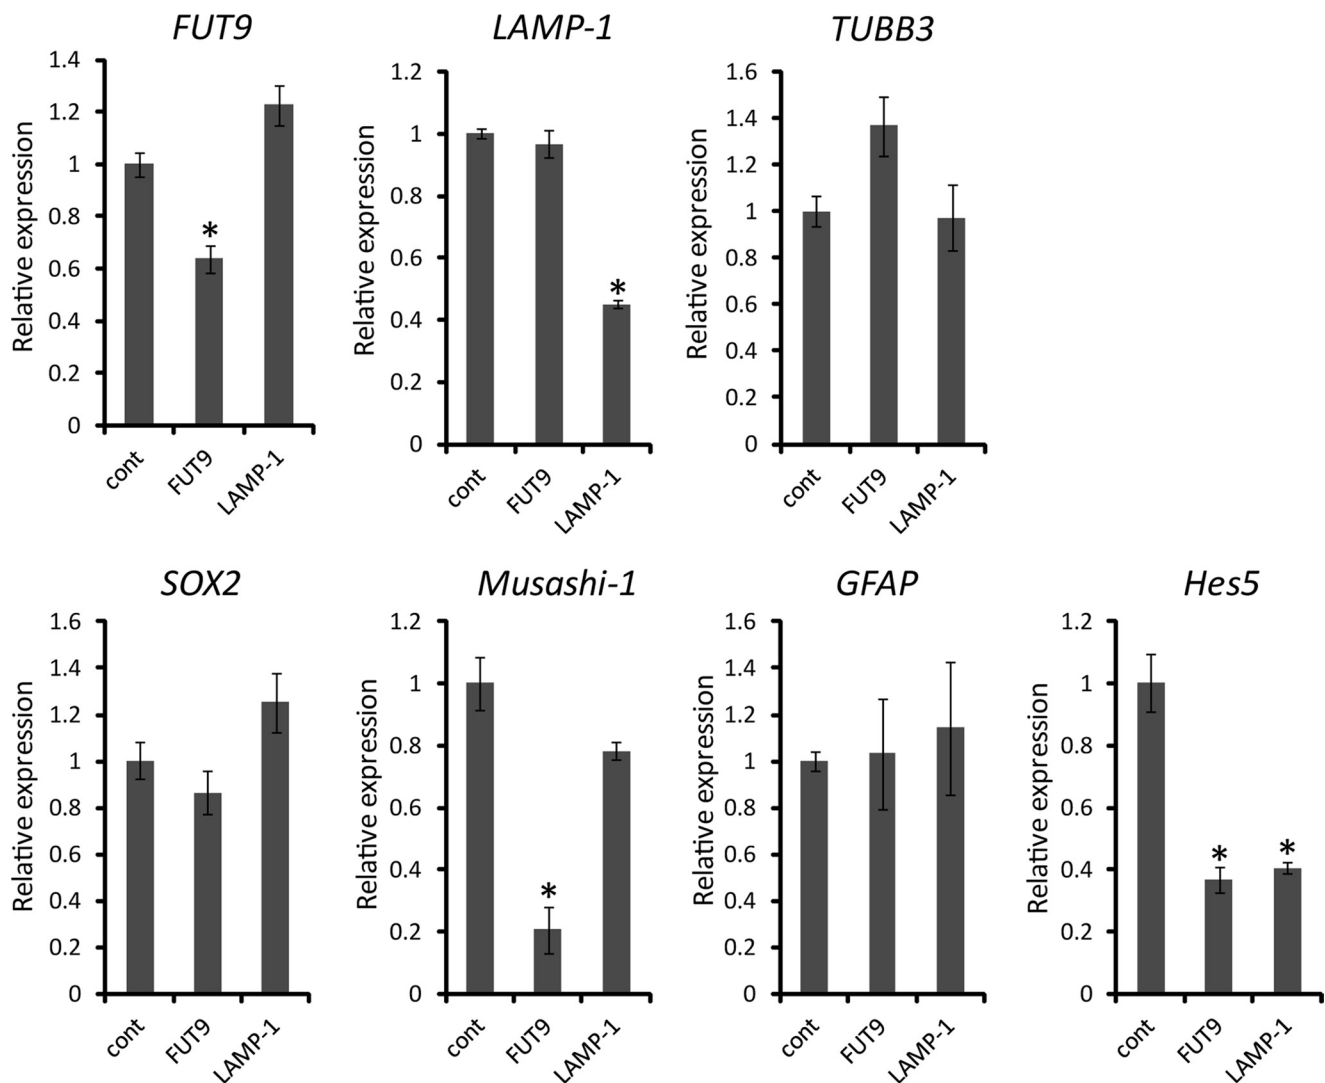 FUT9
Relative expression
1.4
1.2
1
0.8
0.6
0.4
0.2
0
*
cont
FUT9
LAMP-1
LAMP-1
Relative expression
1.2
1
0.8
0.6
0.4
0.2
0
*
cont
FUT9
LAMP-1
TUBB3
Relative expression
1.6
1.4
1.2
1
0.8
0.6
0.4
0.2
0
cont
FUT9
LAMP-1
SOX2
Relative expression
1.6
1.4
1.2
1
0.8
0.6
0.4
0.2
0
cont
FUT9
LAMP-1
Musashi-1
Relative expression
1.2
1
0.8
0.6
0.4
0.2
0
*
cont
FUT9
LAMP-1
GFAP
Relative expression
1.6
1.4
1.2
1
0.8
0.6
0.4
0.2
0
cont
FUT9
LAMP-1
Hes5
Relative expression
1.2
1
0.8
0.6
0.4
0.2
0
*
*
cont
FUT9
LAMP-1